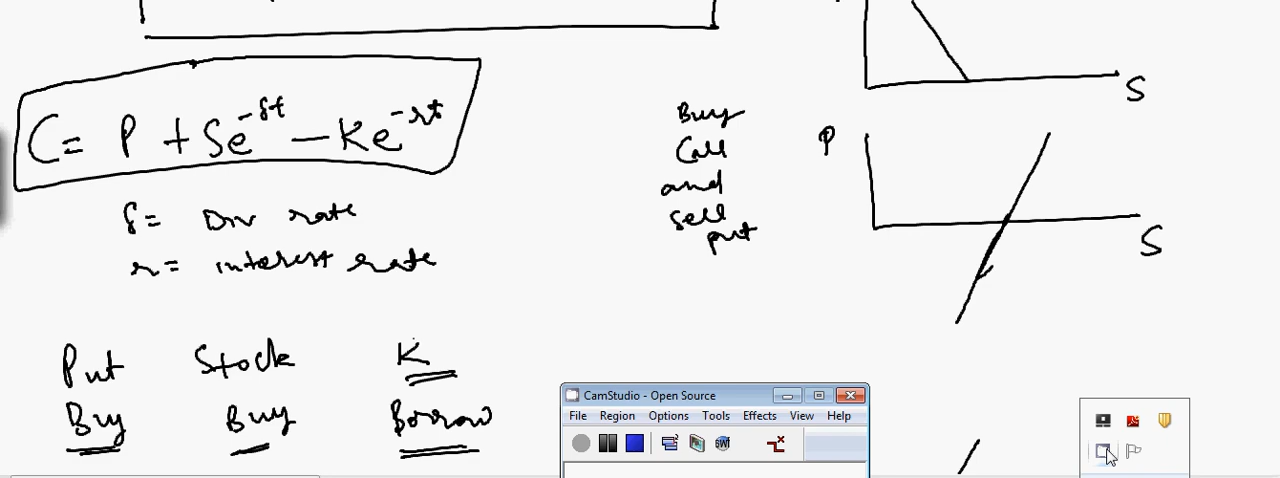 C = P + Se^-δt - Ke^-rt
δ = Div rate
r = interest rate
Put Stock K
Buy Buy Borrow
Buy
Call
and
Sell
put
S
P
S
CamStudio - Open Source
File Region Options Tools Effects View Help